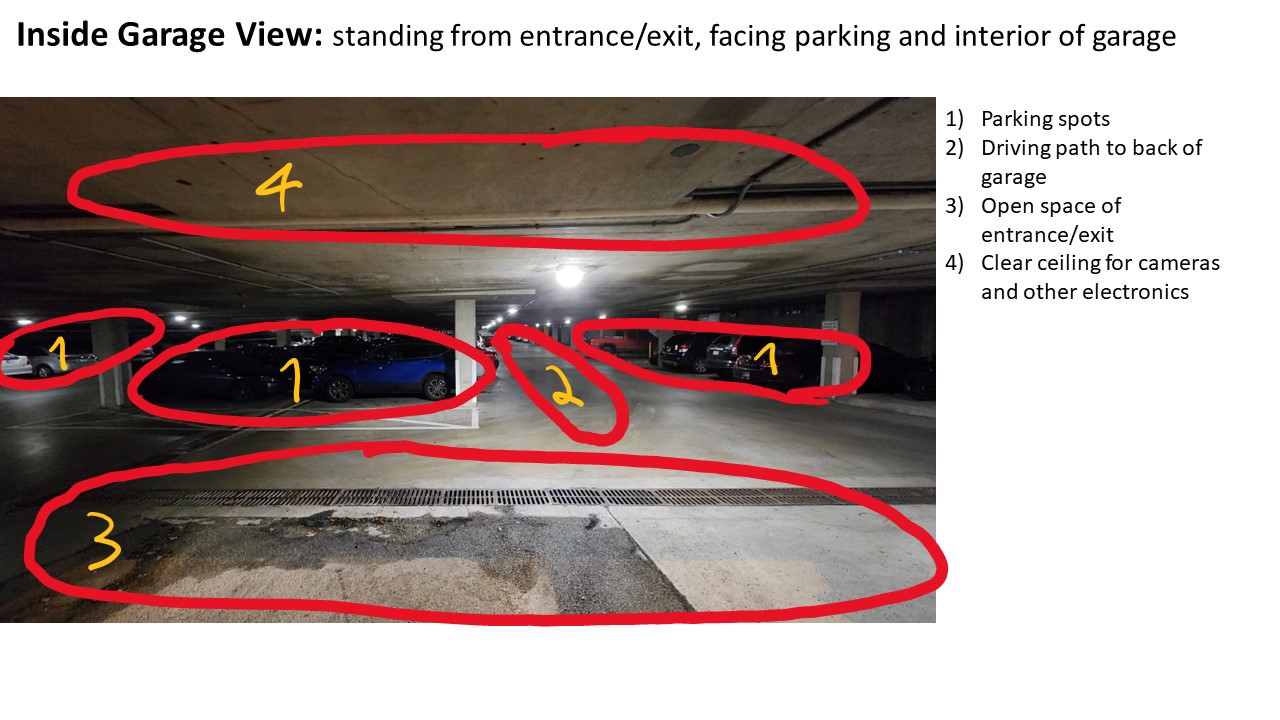 Inside Garage View: standing from entrance/exit, facing parking and interior of garage
1) Parking spots
2) Driving path to back of
garage
3) Open space of
entrance/exit
4) Clear ceiling for cameras
and other electronics
4
1
1
2
1
3